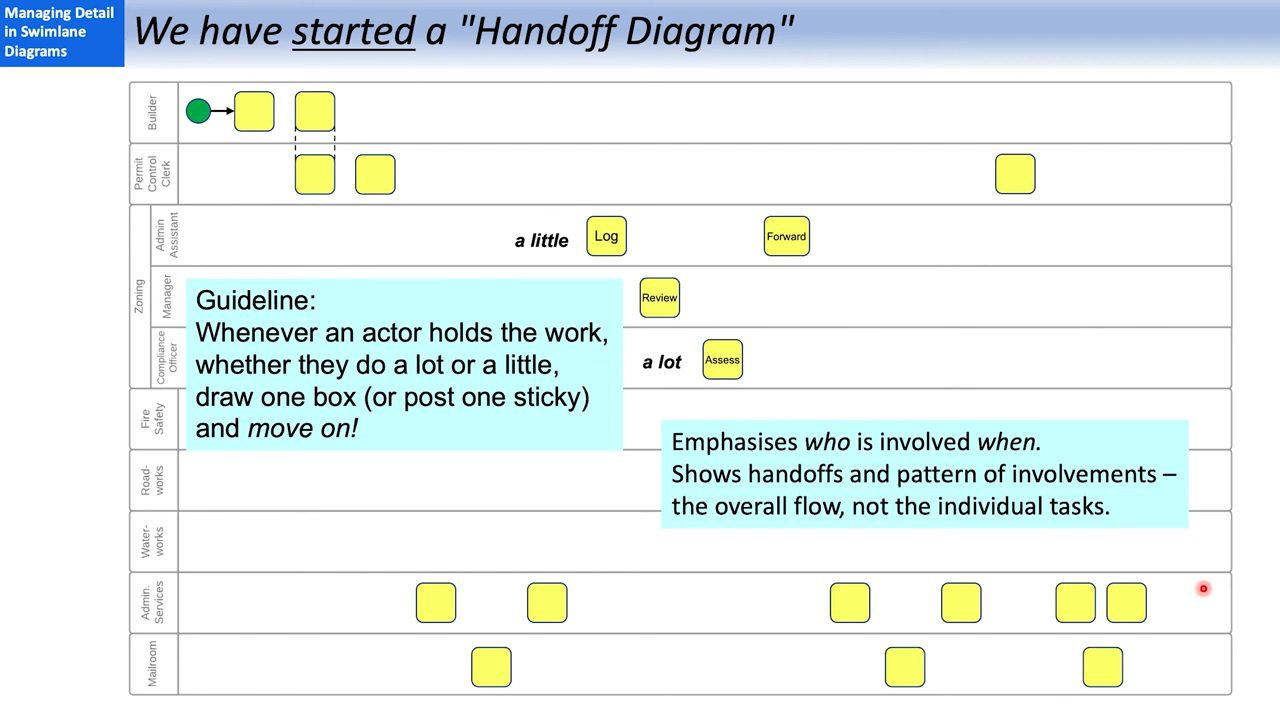 Managing Detail
in Swimlane
Diagrams
We have started a "Handoff Diagram"
Builder
Permit
Control
Clerk
Zoning
Admin
Assistant
a little
Log
Forward
Manager
Review
Compliance
Officer
a lot
Assess
Guideline:
Whenever an actor holds the work,
whether they do a lot or a little,
draw one box (or post one sticky)
and move on!
Fire
Safety
Emphasises who is involved when.
Shows handoffs and pattern of involvements –
the overall flow, not the individual tasks.
Road-
works
Water-
works
Admin.
Services
Mailroom